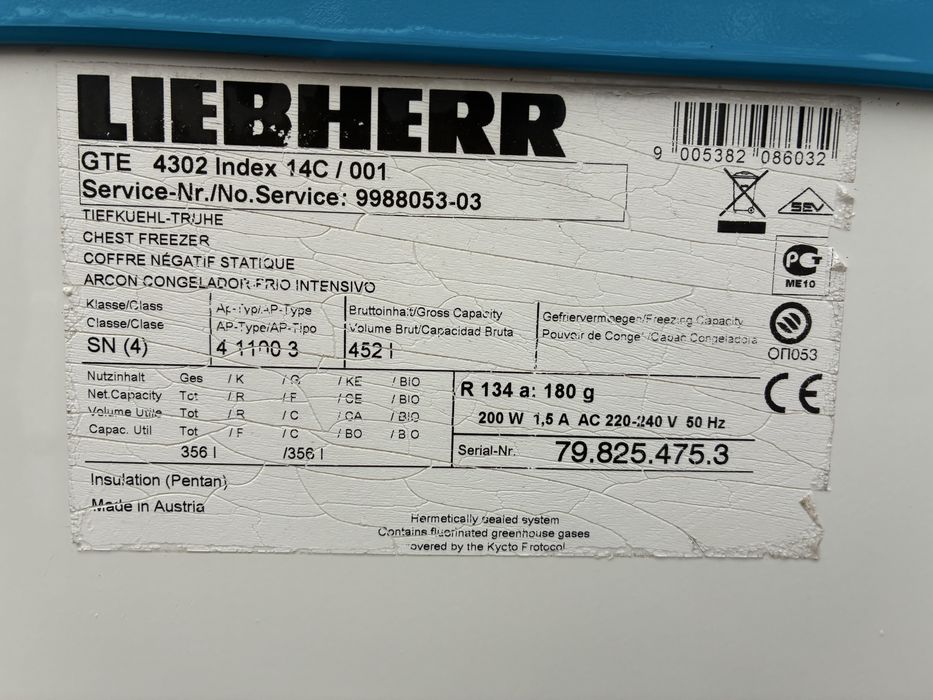 LIEBHERR
9 005382 086032
GTE 4302 Index 14C / 001
Service-Nr./No.Service: 9988053-03
SEV
TIEFKUEHL-TRUHE
CHEST FREEZER
COFFRE NÉGATIF STATIQUE
ARCON CONGELADOR FRIO INTENSIVO
PG
ME10
Klasse/Class
Classe/Clase
SN (4)
AP-Typ/AP-Type
AP-Type/AP-Tipo
4 1100 3
Bruttoinhalt/Gross Capacity
Volume Brut/Capacidad Bruta
452 l
Gefriervermoegen/Freezing Capacity
Pouvoir de Congel./Capac.Congeladora
ОП053
CE
Nutzinhalt Ges / K / G / KE / BIO
Net.Capacity Tot / R / F / CE / BIO
Volume Utile Tot / R / C / CA / BIO
Capac. Util Tot / F / C / BO / BIO
356 l /356 l
R 134 a: 180 g
200 W 1,5 A AC 220-240 V 50 Hz
Serial-Nr. 79.825.475.3
Insulation (Pentan)
Made in Austria
Hermetically sealed system
Contains fluorinated greenhouse gases
covered by the Kyoto Protocol